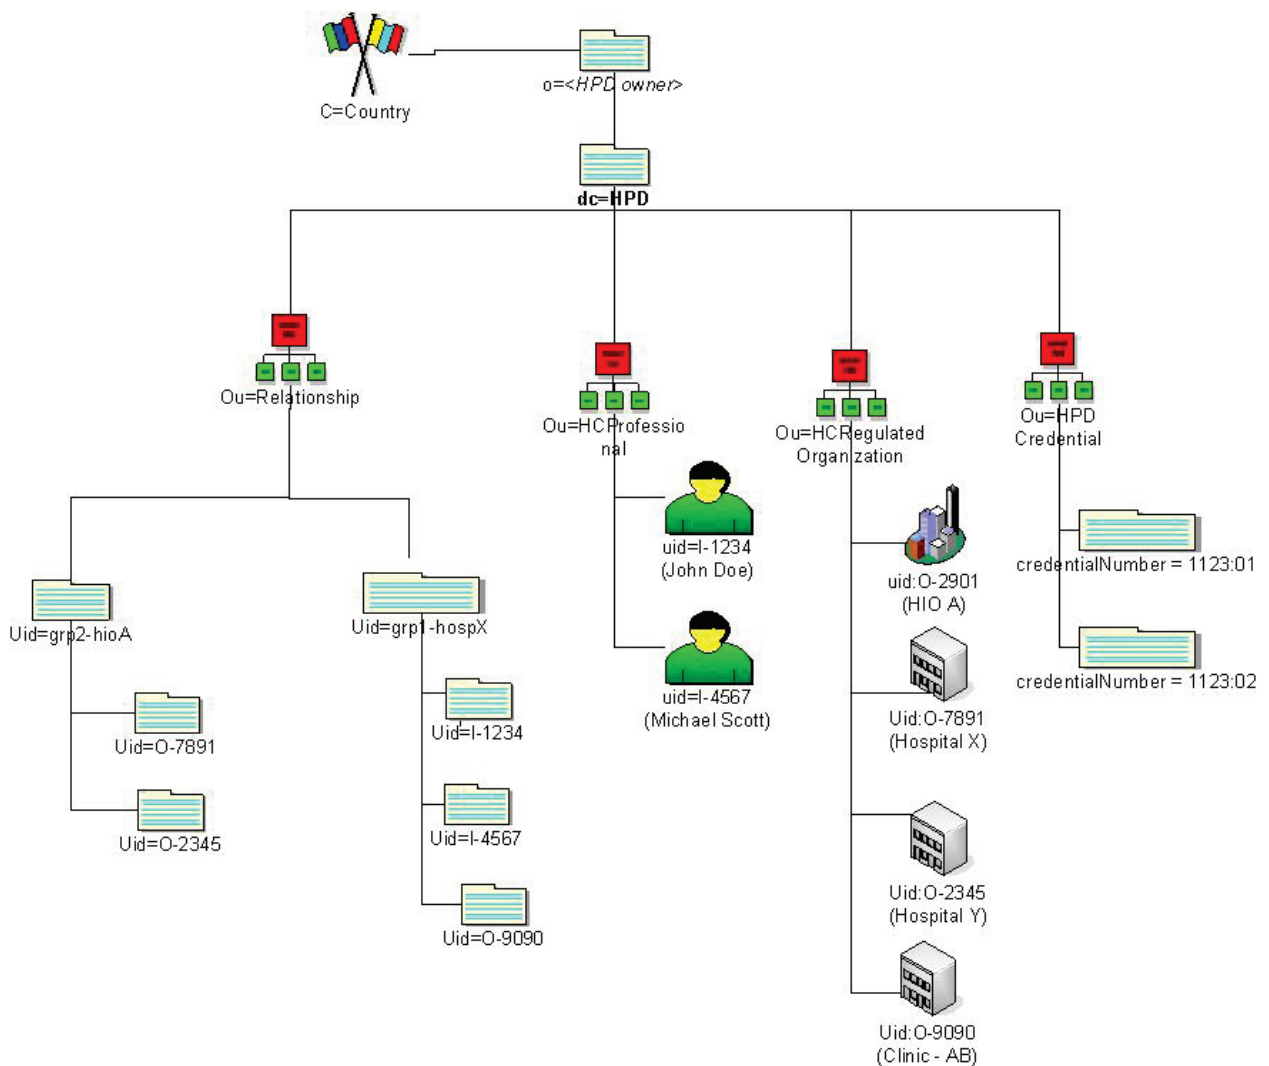 C=Country
o=<HPD owner>
dc=HPD
Ou=Relationship
Ou=HCProfessio
nal
Ou=HCRegulated
Organization
Ou=HPD
Credential
Uid=grp2-hioA
Uid=O-7891
Uid=O-2345
Uid=grp1-hospX
Uid=I-1234
Uid=I-4567
Uid=O-9090
uid=I-1234
(John Doe)
uid=I-4567
(Michael Scott)
uid:O-2901
(HIO A)
Uid:O-7891
(Hospital X)
Uid:O-2345
(Hospital Y)
Uid:O-9090
(Clinic - AB)
credentialNumber = 1123:01
credentialNumber = 1123:02